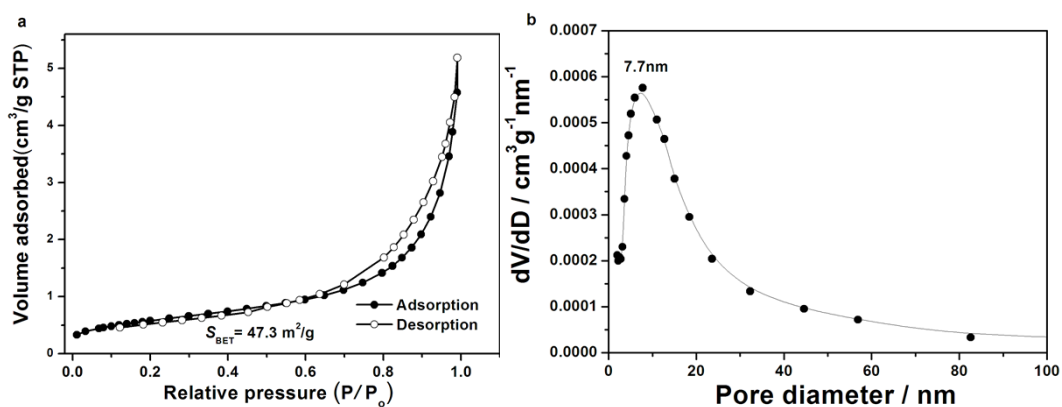 a
Volume adsorbed(cm³/g STP)
5
4
3
2
1
0
Adsorption
Desorption
S_BET = 47.3 m²/g
0.0 0.2 0.4 0.6 0.8 1.0
Relative pressure (P/P_o)
b
dV/dD / cm³g⁻¹nm⁻¹
0.0007
0.0006
0.0005
0.0004
0.0003
0.0002
0.0001
0.0000
7.7nm
0 20 40 60 80 100
Pore diameter / nm